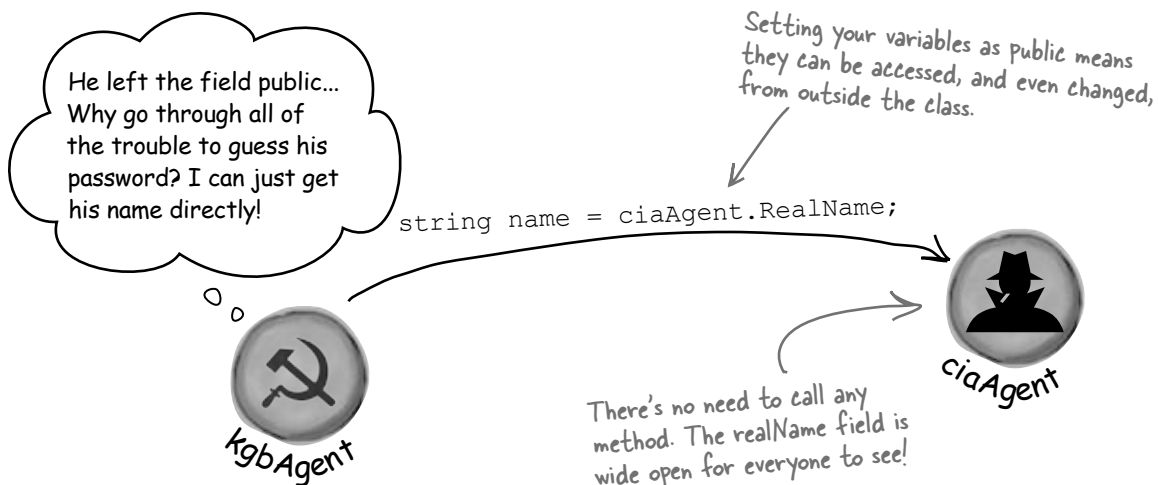 He left the field public...
Why go through all of
the trouble to guess his
password? I can just get
his name directly!
Setting your variables as public means
they can be accessed, and even changed,
from outside the class.
string name = ciaAgent.RealName;
kgbAgent
ciaAgent
There's no need to call any
method. The realName field is
wide open for everyone to see!